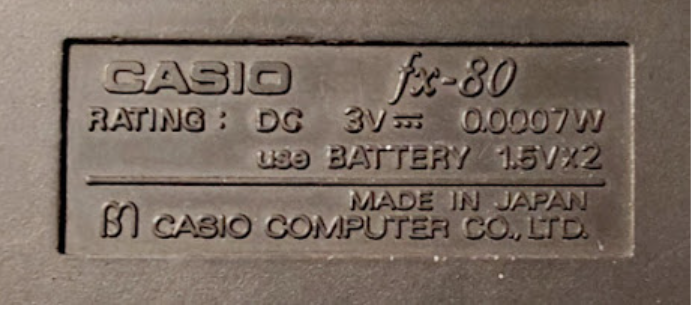 CASIO fx-80
RATING : DC 3V⎓ 0.0007W
use BATTERY 1.5V×2
MADE IN JAPAN
CASIO COMPUTER CO., LTD.